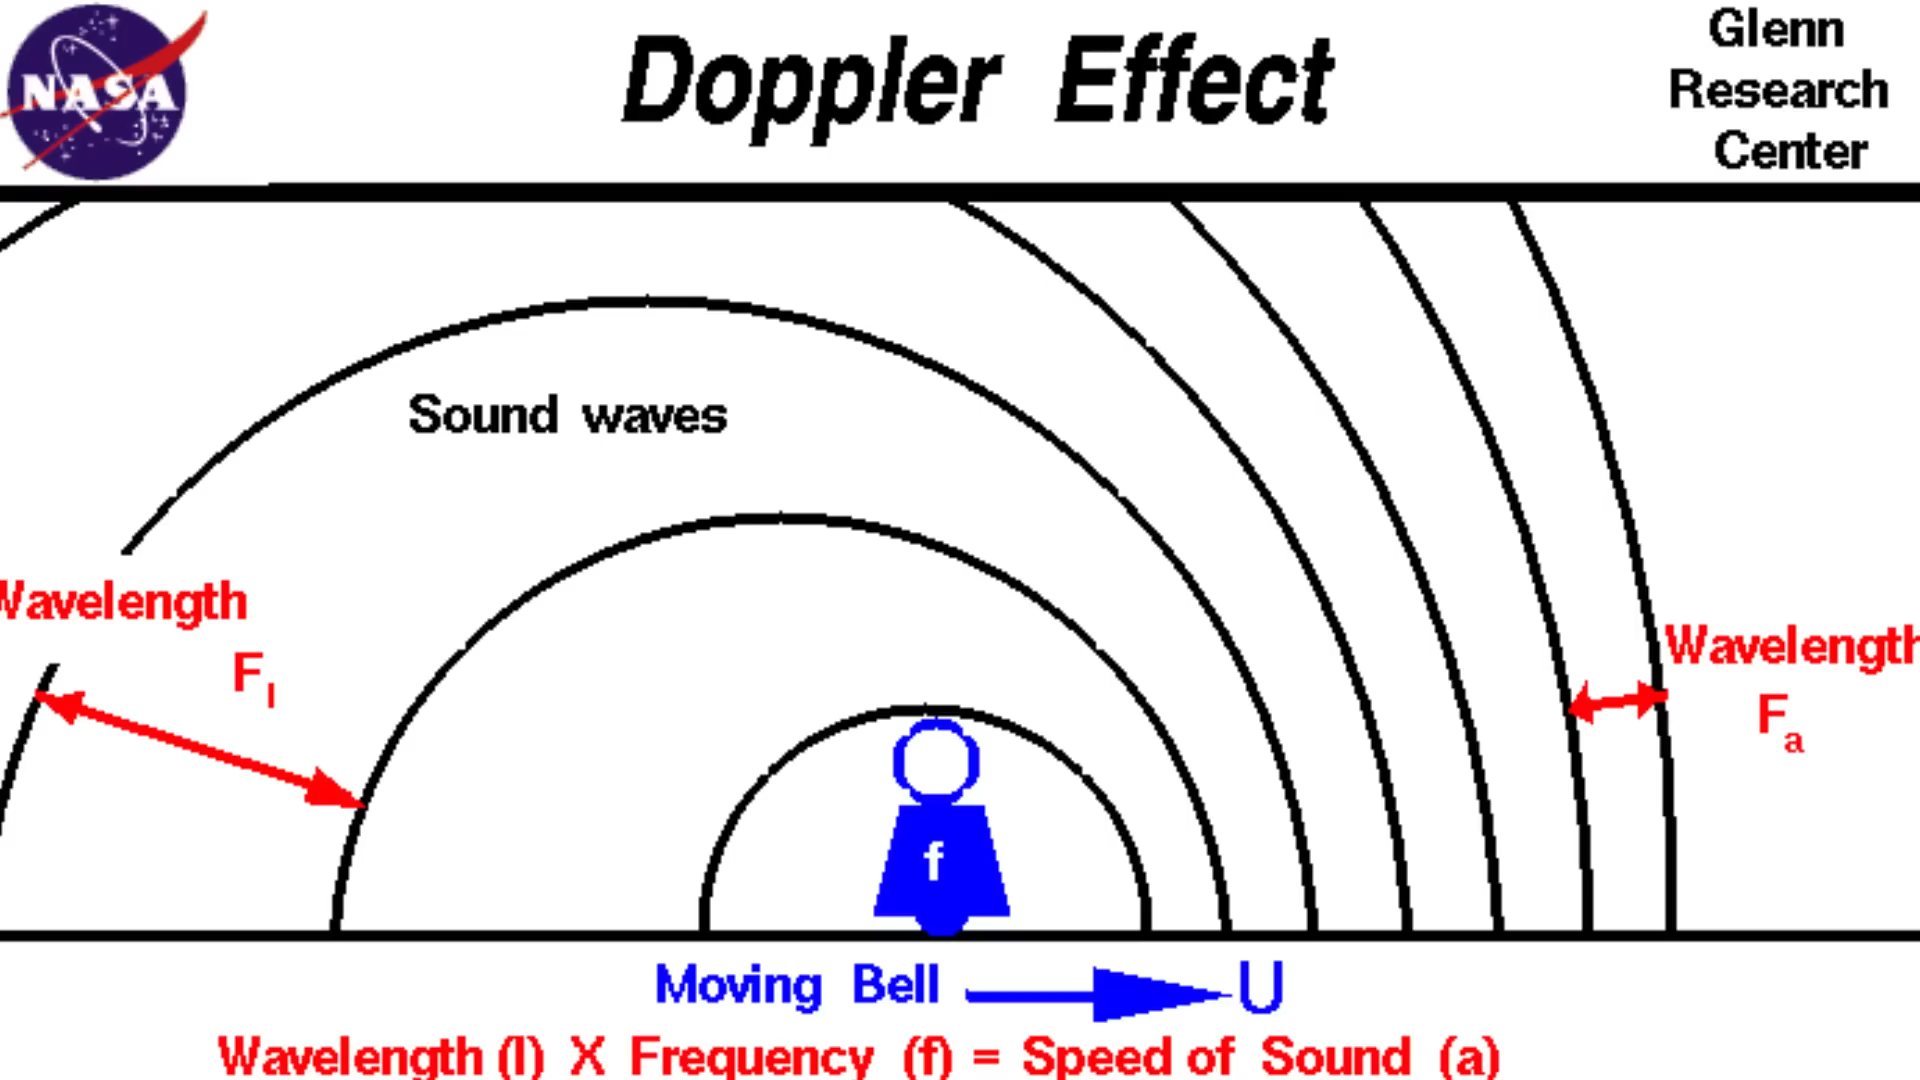 NASA
Doppler Effect
Glenn
Research
Center
Sound waves
Wavelength
F l
Wavelength
F a
f
Moving Bell U
Wavelength (l) X Frequency (f) = Speed of Sound (a)